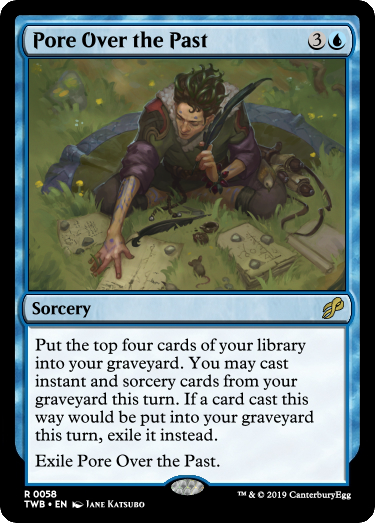 Pore Over the Past 3
Sorcery
Put the top four cards of your library
into your graveyard. You may cast
instant and sorcery cards from your
graveyard this turn. If a card cast this
way would be put into your graveyard
this turn, exile it instead.
Exile Pore Over the Past.
R 0058
TWB • EN Jane Katsubo
™ & © 2019 CanterburyEgg